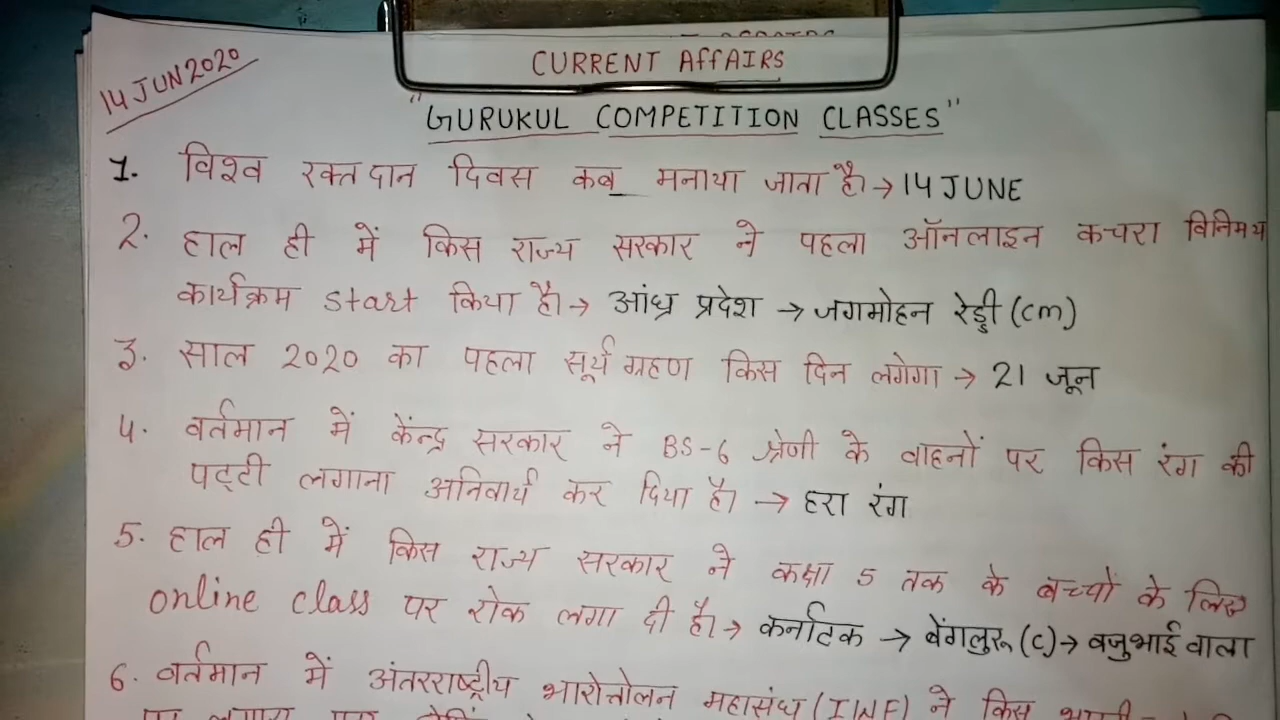 14 JUN 2020
CURRENT AFFAIRS
"GURUKUL COMPETITION CLASSES"
1. विश्व रक्तदान दिवस कब मनाया जाता है। → 14 JUNE
2. हाल ही में किस राज्य सरकार ने पहला ऑनलाइन कचरा विनिमय
कार्यक्रम start किया है। → आंध्र प्रदेश → जगमोहन रेड्डी (cm)
3. साल 2020 का पहला सूर्य ग्रहण किस दिन लगेगा → 21 जून
4. वर्तमान में केंन्द्र सरकार ने BS-6 श्रेणी के वाहनों पर किस रंग की
पट्टी लगाना अनिवार्य कर दिया है। → हरा रंग
5. हाल ही में किस राज्य सरकार ने कक्षा 5 तक के बच्चों के लिए
online class पर रोक लगा दी है। → कर्नाटक → बेंगलुरू (c) → वजुभाई वाला
6. वर्तमान में अंतरराष्ट्रीय भारोत्तोलन महासंघ (IWF) ने किस